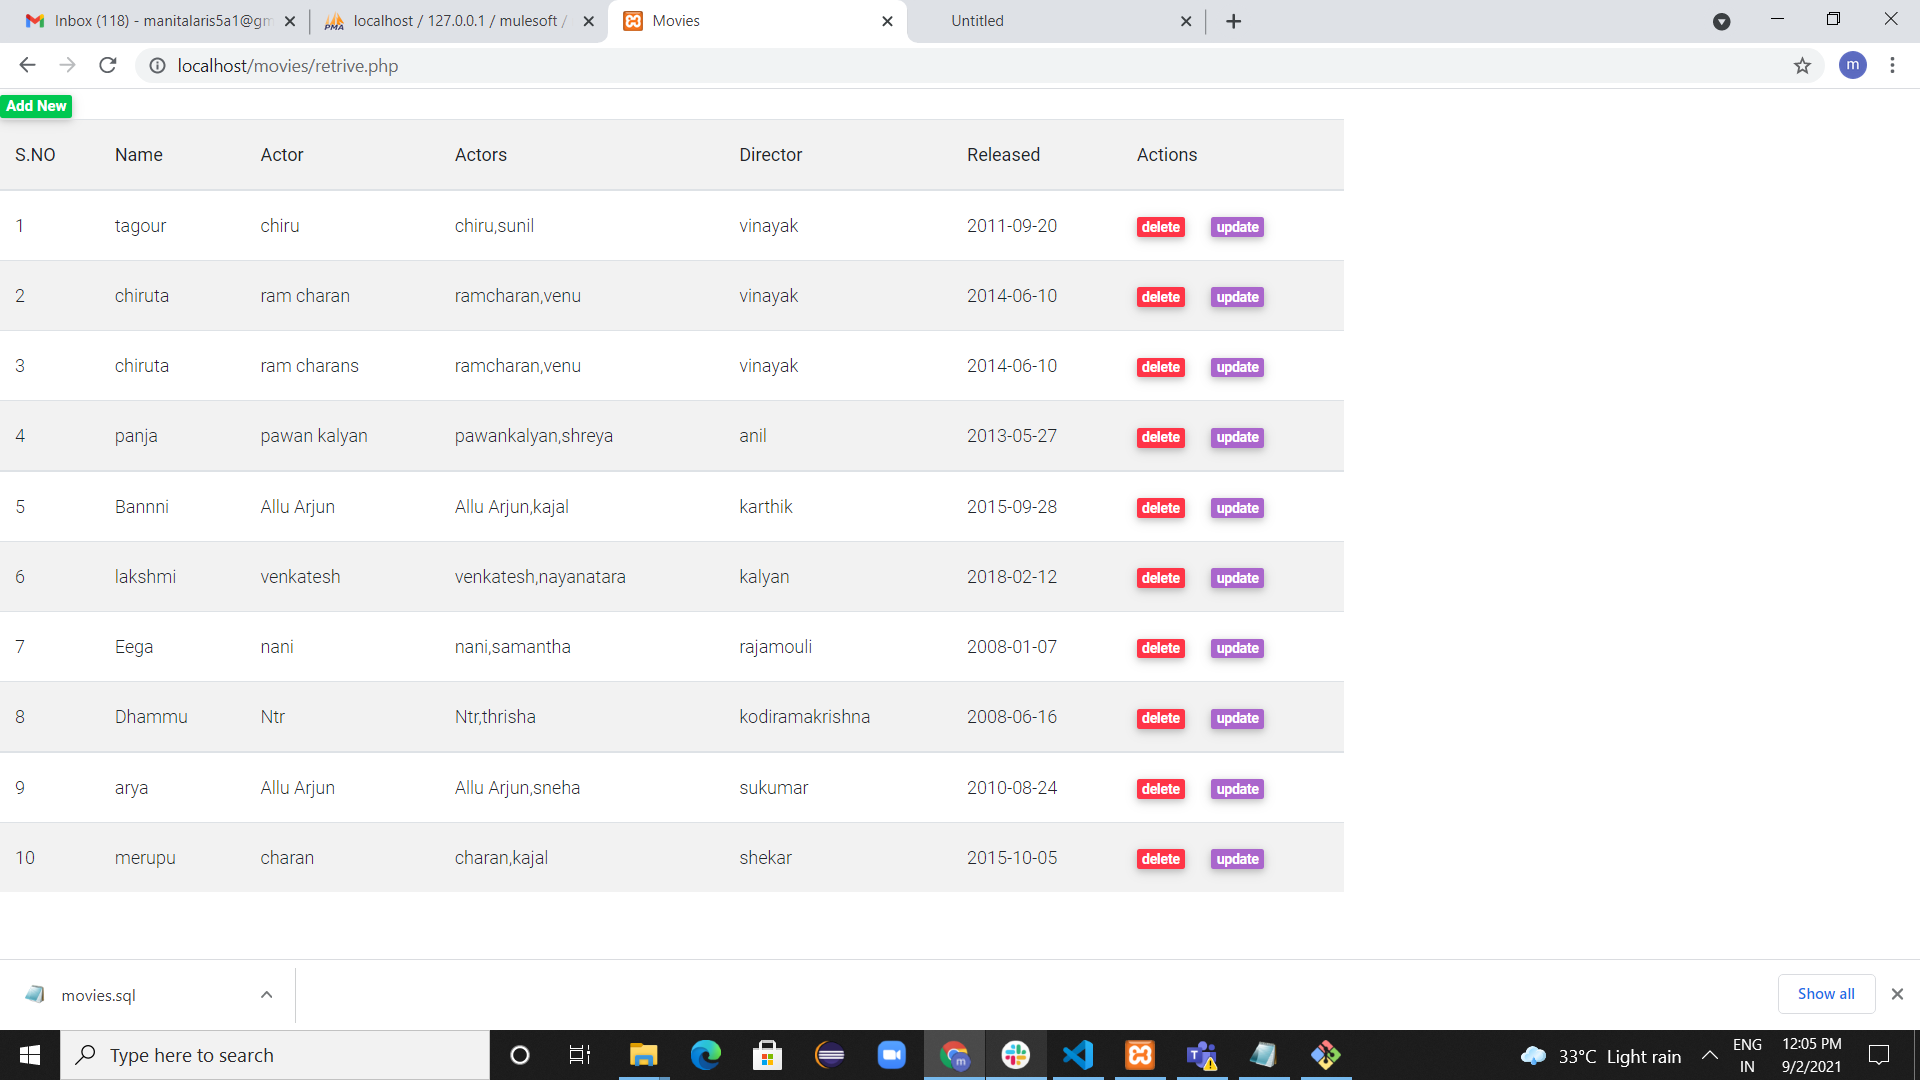 Inbox (118) - manitalaris5a1@gm
localhost / 127.0.0.1 / mulesoft /
Movies
Untitled
localhost/movies/retrive.php
m
Add New
S.NO Name Actor Actors Director Released Actions
1 tagour chiru chiru,sunil vinayak 2011-09-20 delete update
2 chiruta ram charan ramcharan,venu vinayak 2014-06-10 delete update
3 chiruta ram charans ramcharan,venu vinayak 2014-06-10 delete update
4 panja pawan kalyan pawankalyan,shreya anil 2013-05-27 delete update
5 Bannni Allu Arjun Allu Arjun,kajal karthik 2015-09-28 delete update
6 lakshmi venkatesh venkatesh,nayanatara kalyan 2018-02-12 delete update
7 Eega nani nani,samantha rajamouli 2008-01-07 delete update
8 Dhammu Ntr Ntr,thrisha kodiramakrishna 2008-06-16 delete update
9 arya Allu Arjun Allu Arjun,sneha sukumar 2010-08-24 delete update
10 merupu charan charan,kajal shekar 2015-10-05 delete update
movies.sql
Show all
Type here to search
33°C Light rain
ENG
IN
12:05 PM
9/2/2021